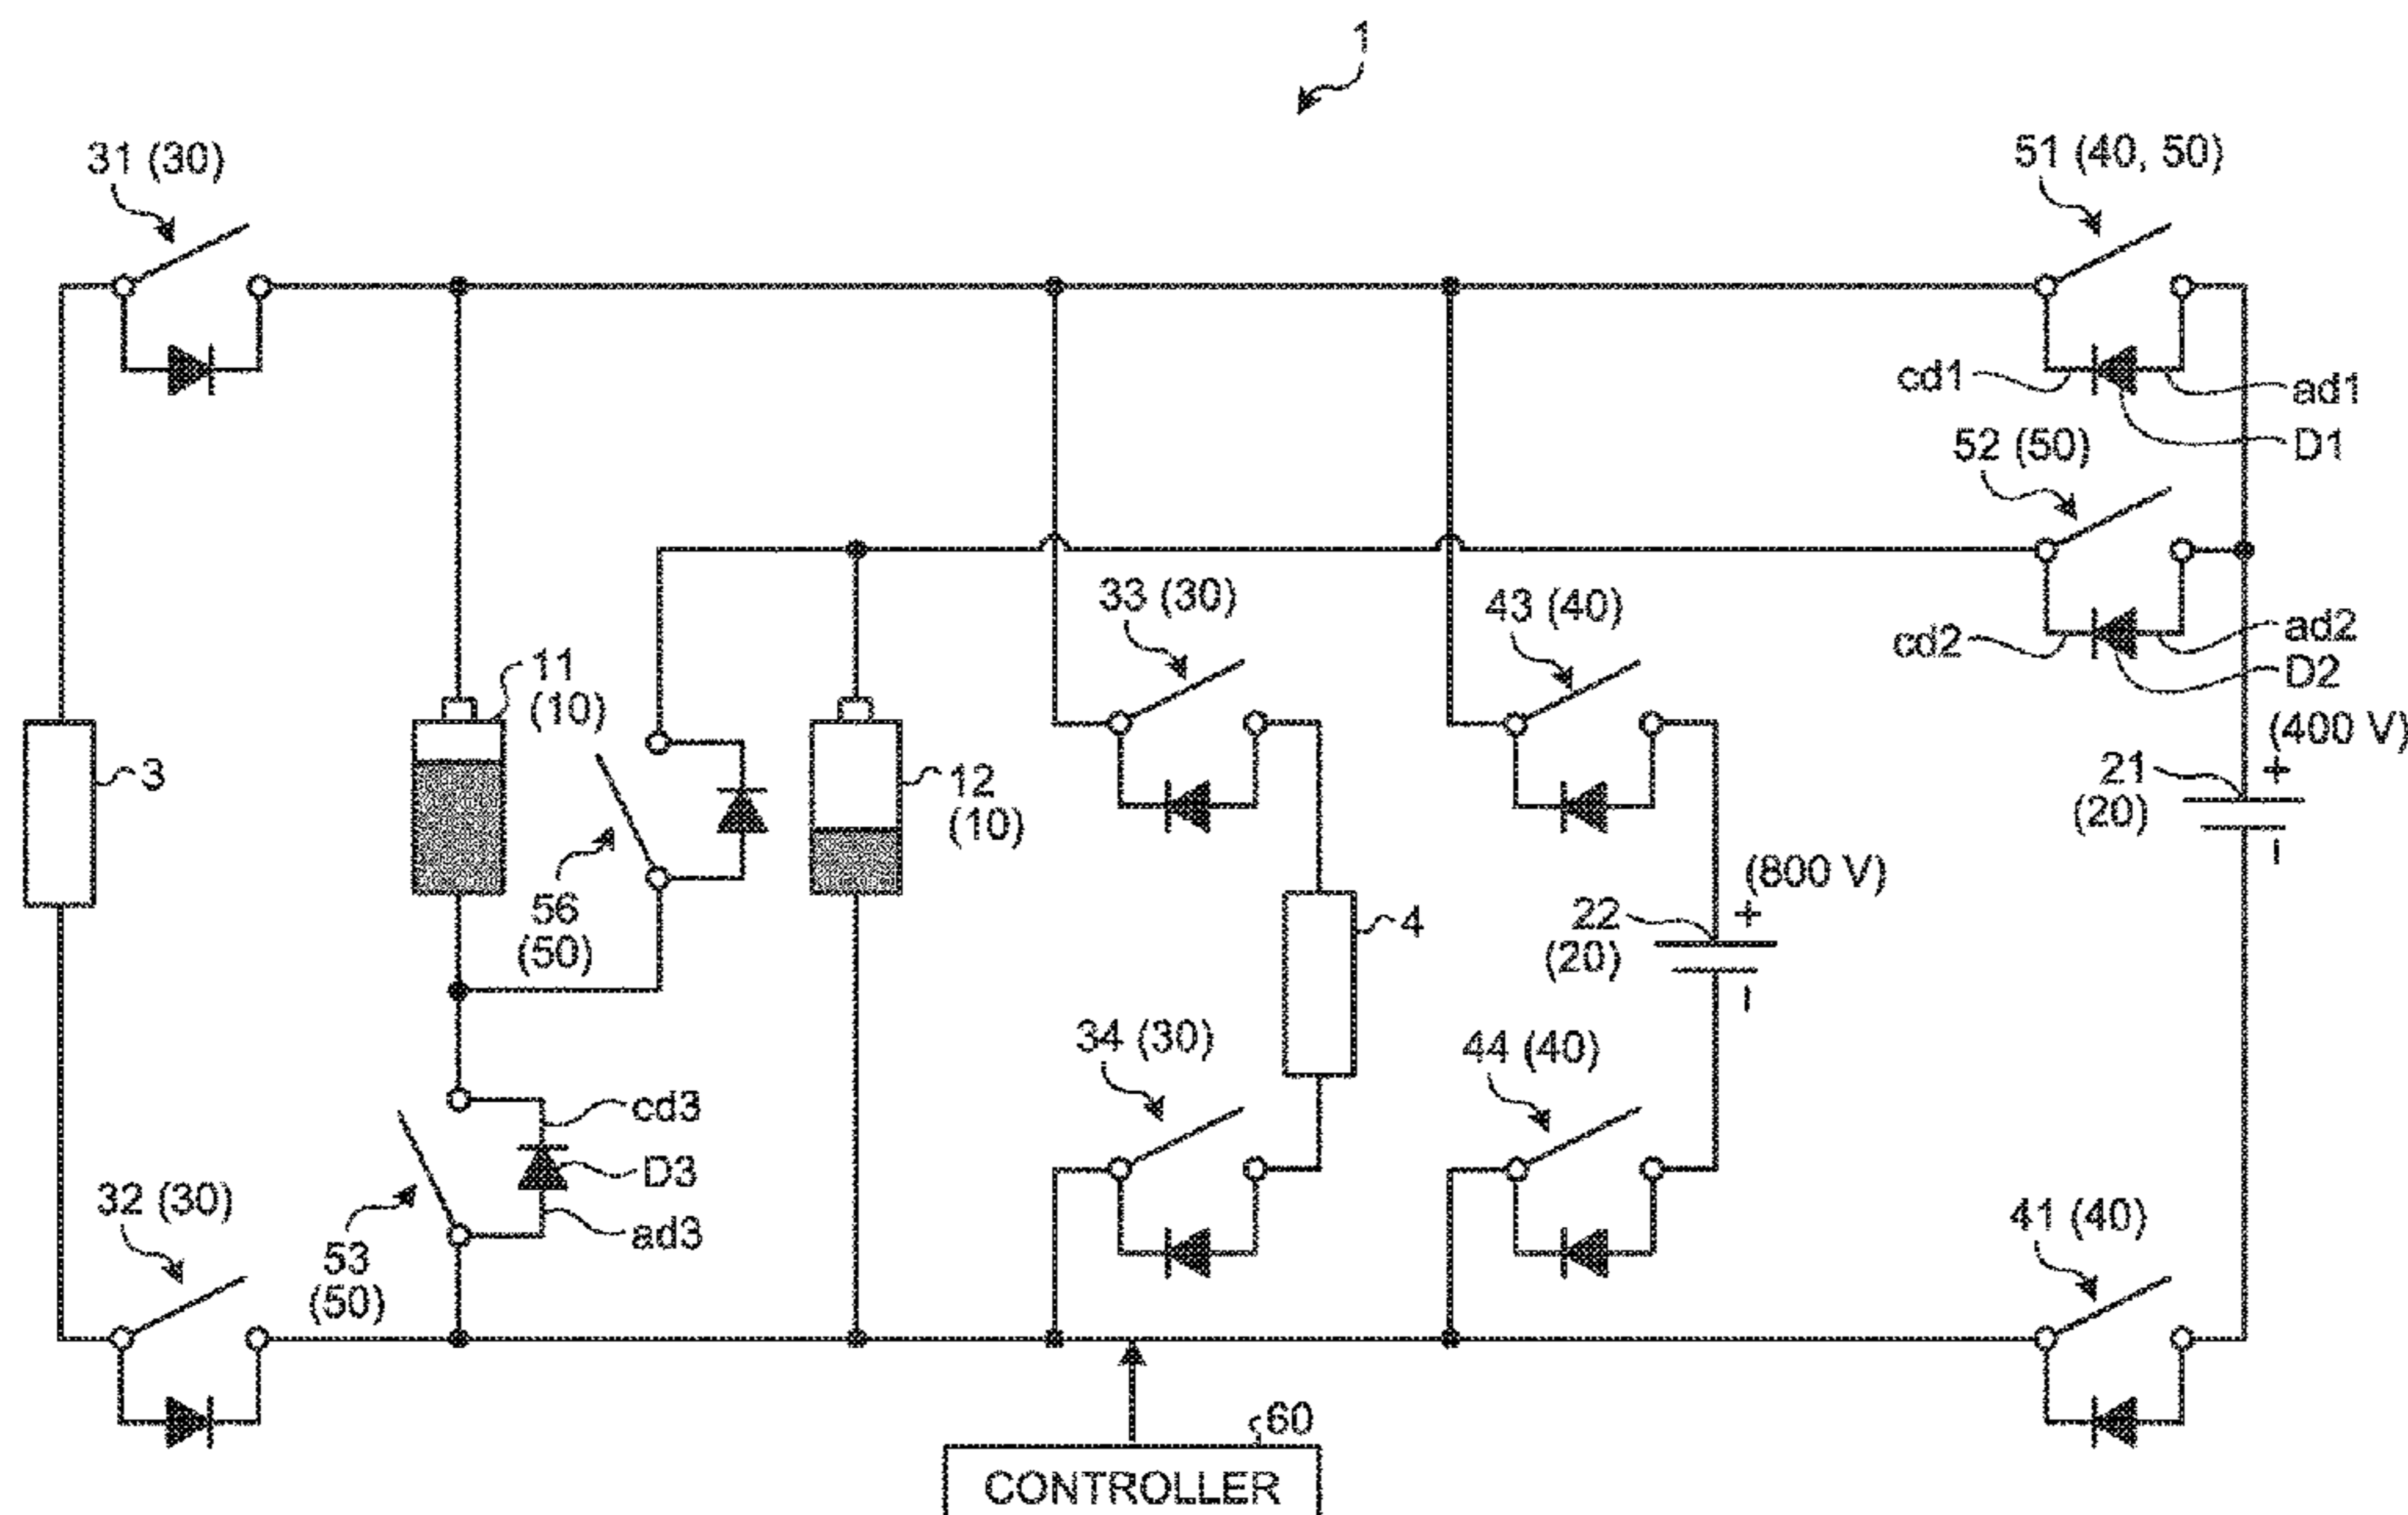 1
31 (30)
51 (40, 50)
cd1
ad1
D1
52 (50)
cd2
ad2
D2
33 (30)
43 (40)
11
(10)
(400 V)
3
12
(10)
21
(20)
+
−
56
(50)
(800 V)
22
(20)
+
−
4
34 (30)
44 (40)
cd3
D3
ad3
32 (30)
53
(50)
41 (40)
60
CONTROLLER